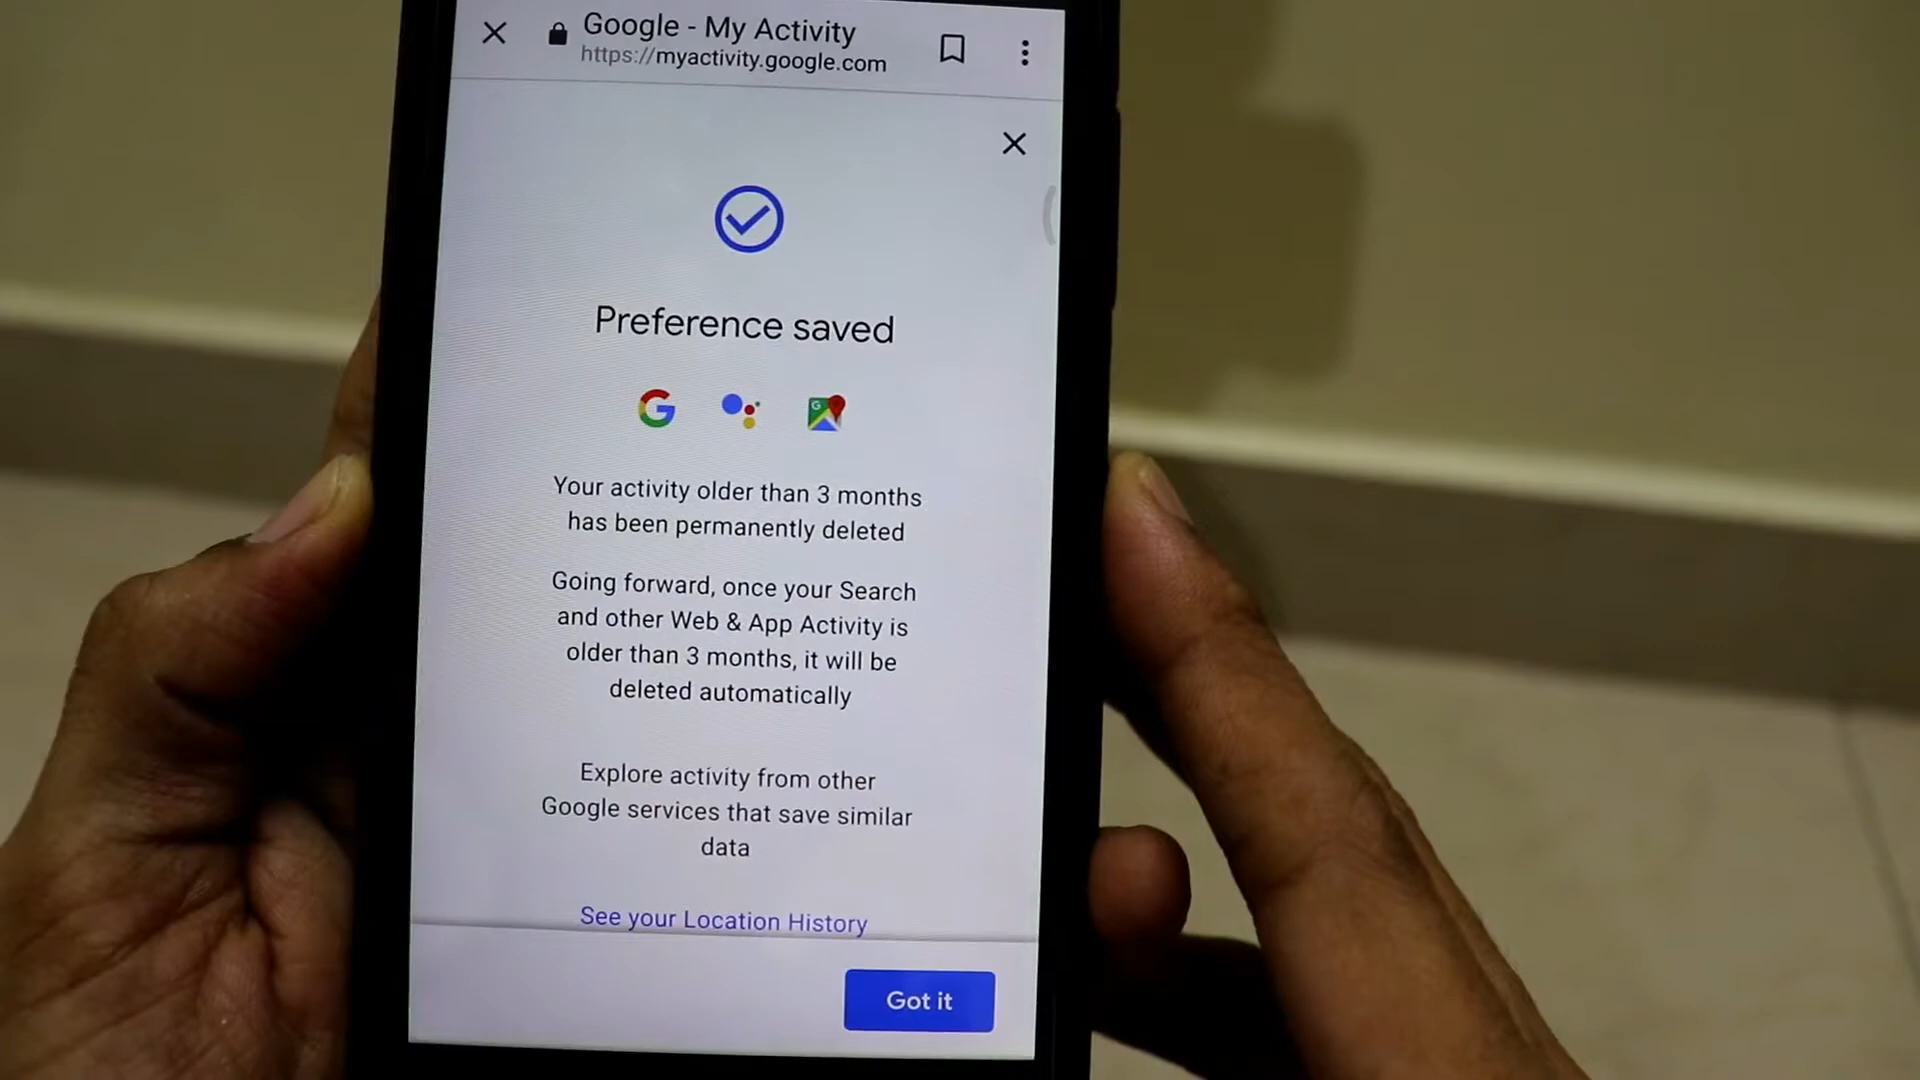 Google - My Activity
https://myactivity.google.com
Preference saved
Your activity older than 3 months
has been permanently deleted
Going forward, once your Search
and other Web & App Activity is
older than 3 months, it will be
deleted automatically
Explore activity from other
Google services that save similar
data
See your Location History
Got it